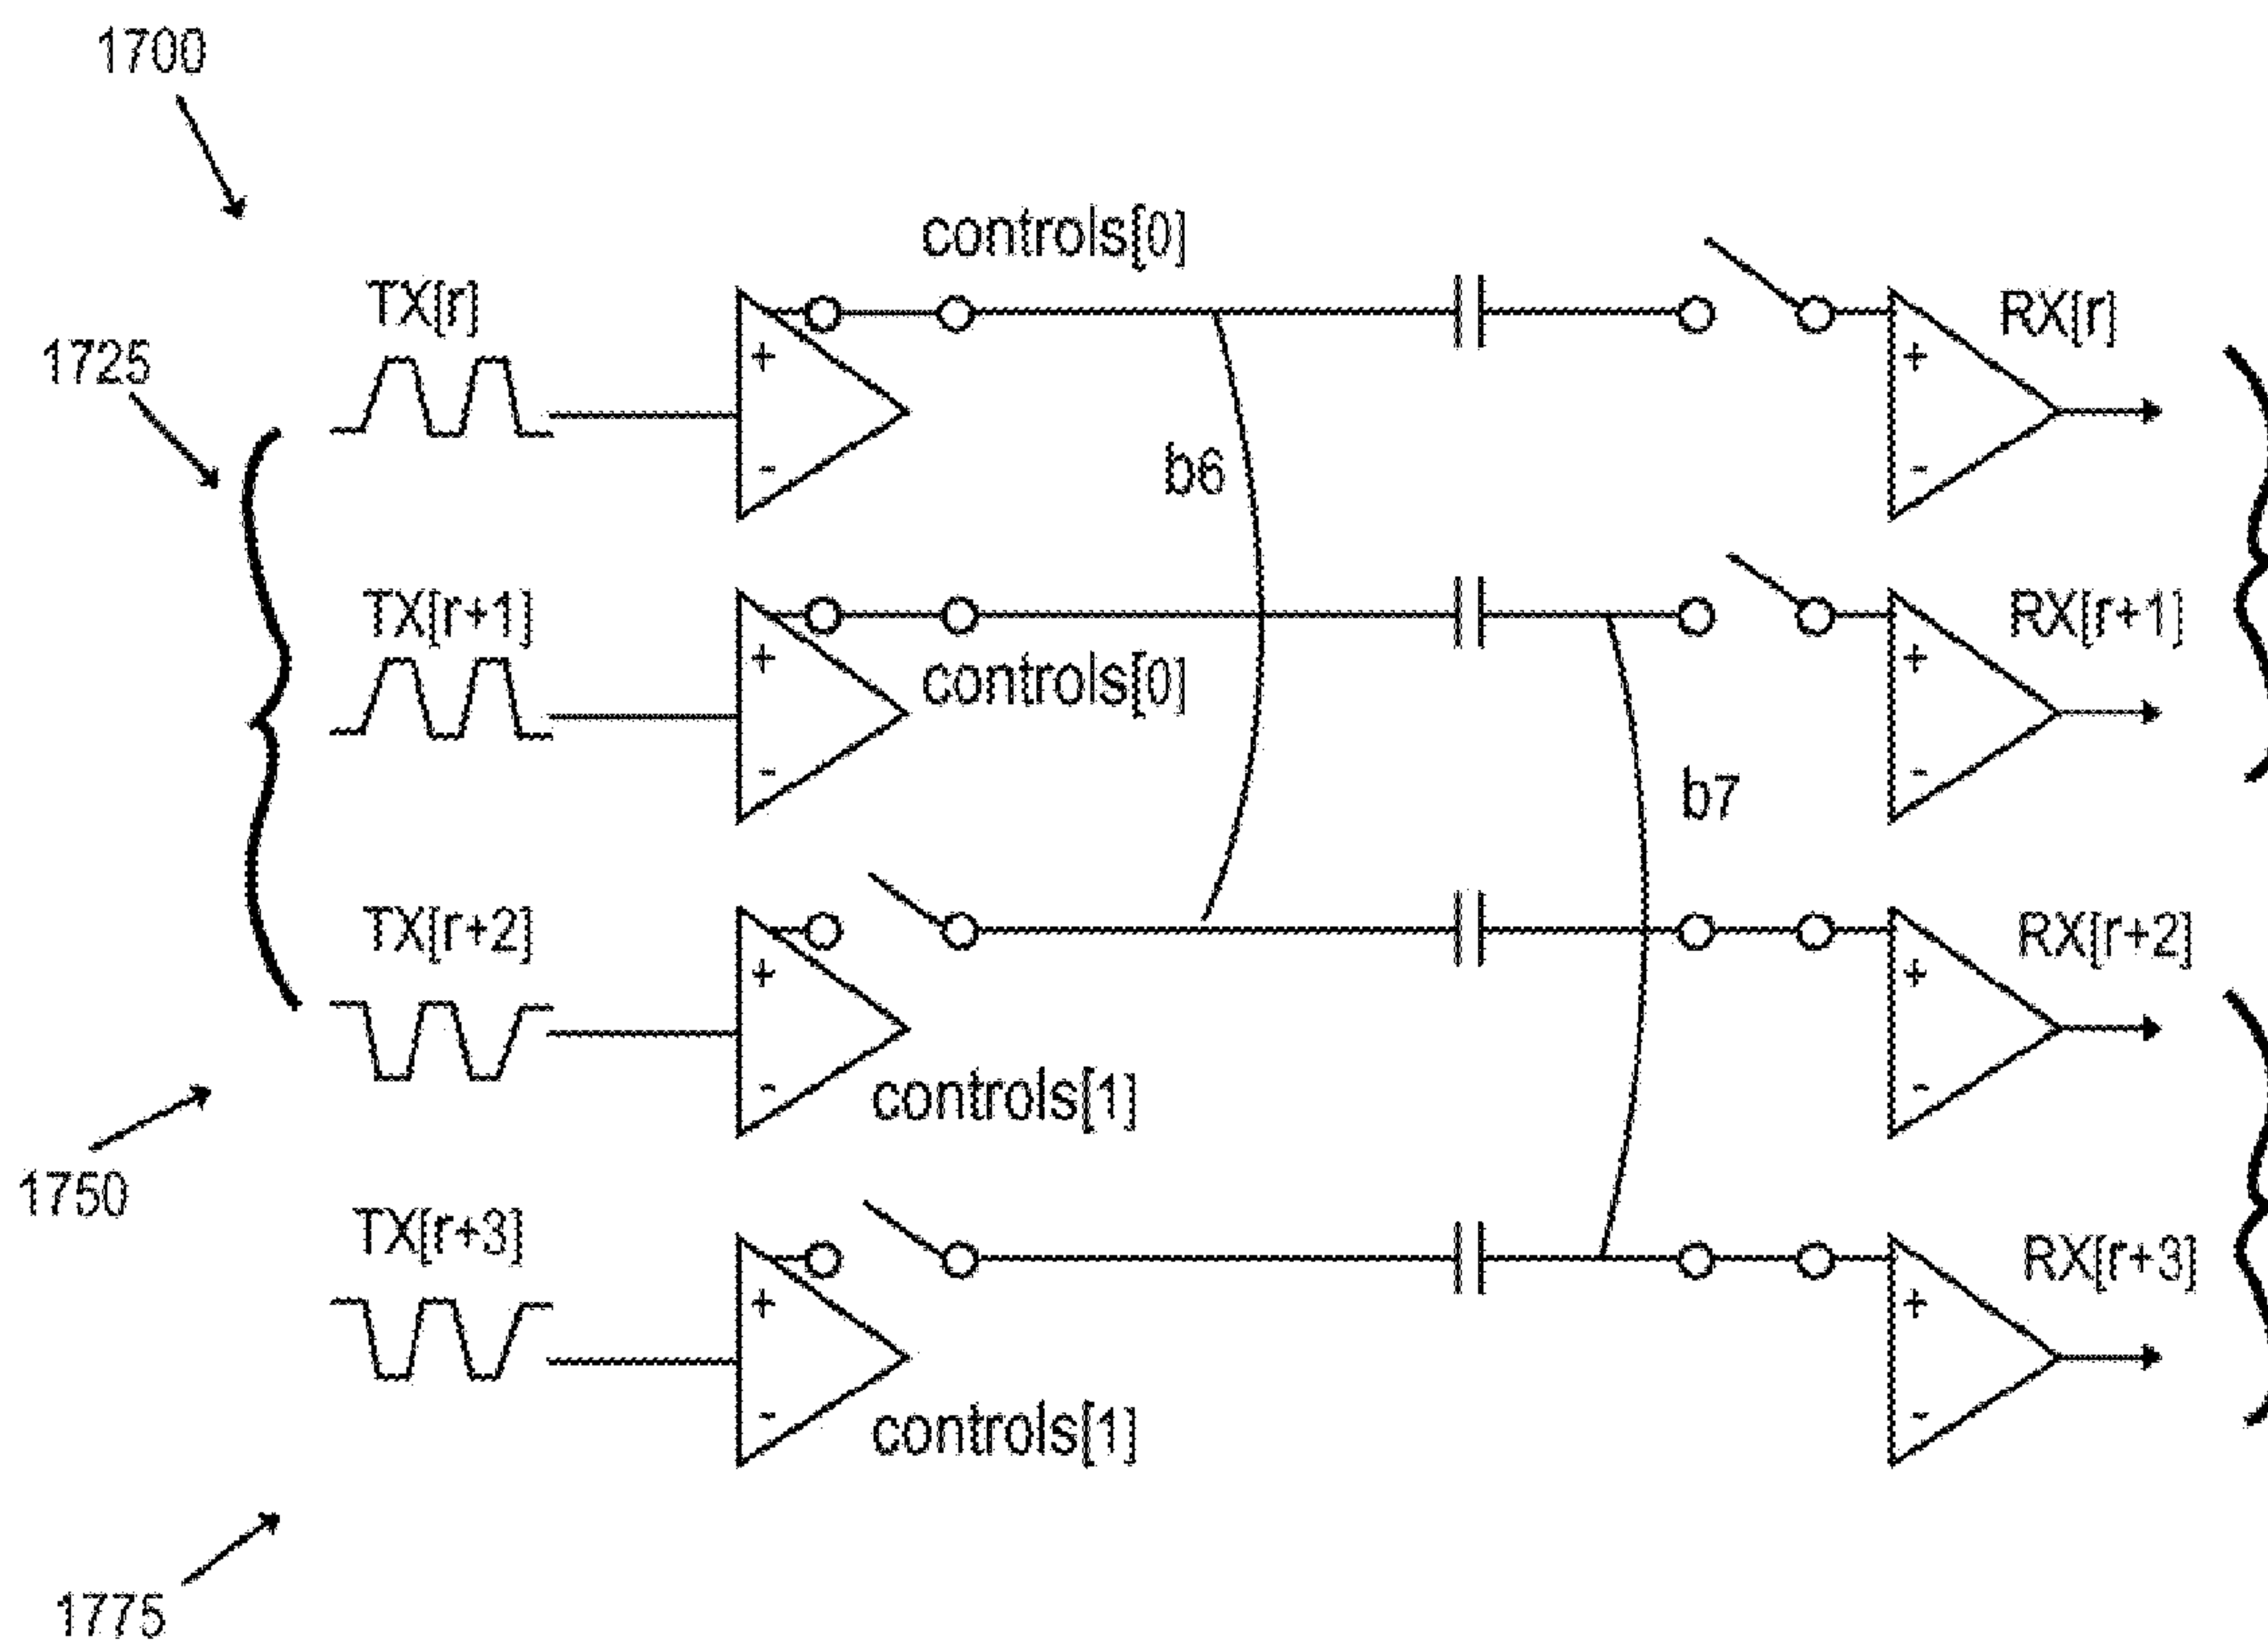 1700
controls[0]
TX[r]
RX[r]
1725
+
+
b6
-
-
TX[r+1]
RX[r+1]
+
+
controls[0]
-
-
b7
TX[r+2]
RX[r+2]
+
+
-
-
controls[1]
1750
TX[r+3]
RX[r+3]
+
+
-
-
controls[1]
1775